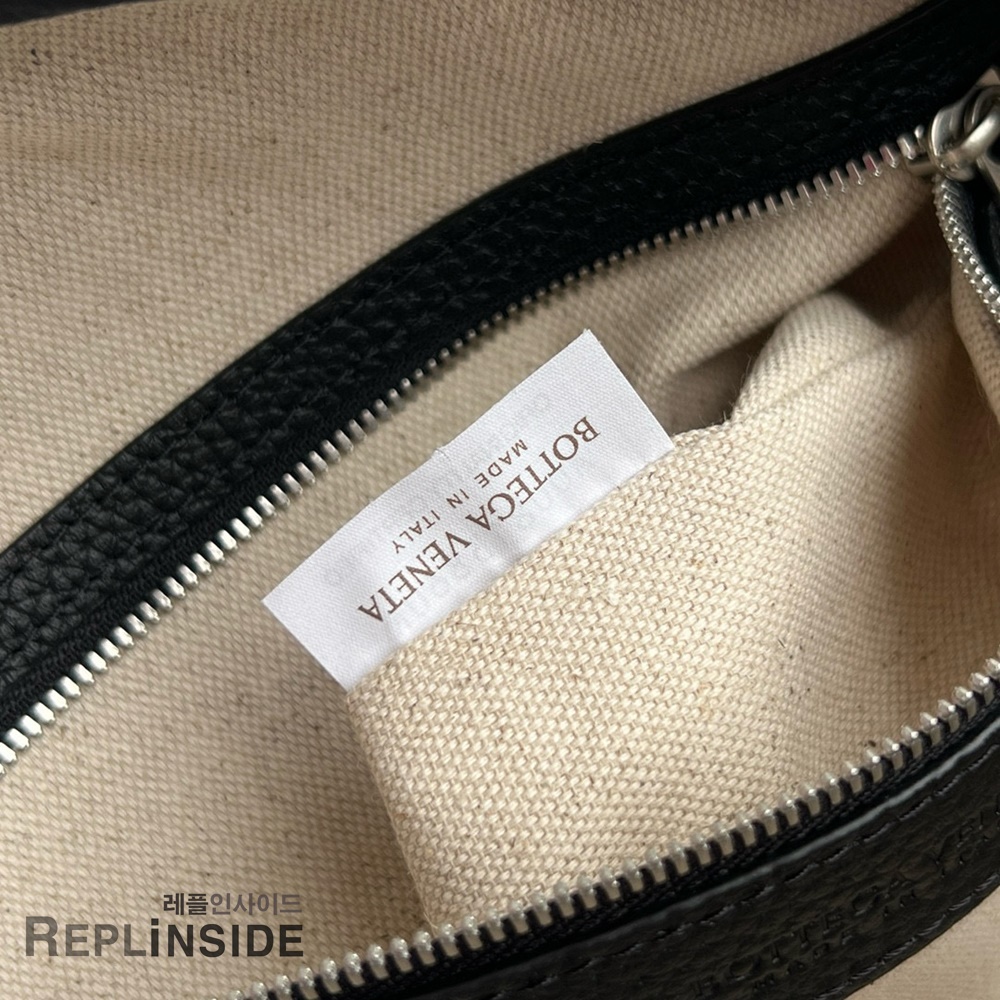 BOTTEGA VENETA
MADE IN ITALY
레플인사이드
REPLINSIDE